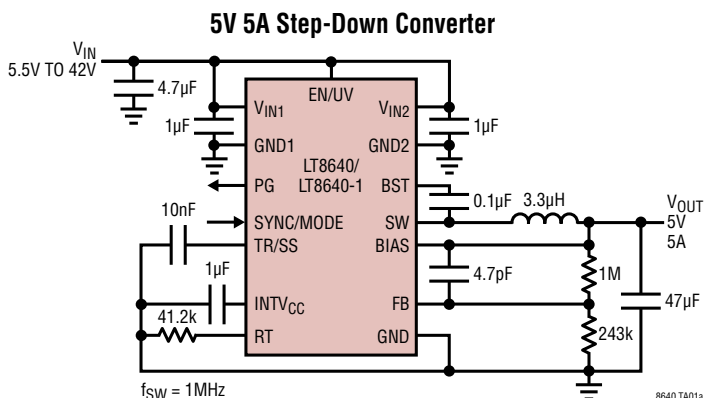 5V 5A Step-Down Converter
VIN
5.5V TO 42V
4.7µF
EN/UV
VIN1
VIN2
1µF
1µF
GND1
GND2
LT8640/
LT8640-1
PG
BST
0.1µF
3.3µH
VOUT
5V
5A
10nF
SYNC/MODE
SW
TR/SS
BIAS
1µF
4.7pF
1M
INTVCC
FB
47µF
41.2k
243k
RT
GND
fSW = 1MHz
8640 TA01a